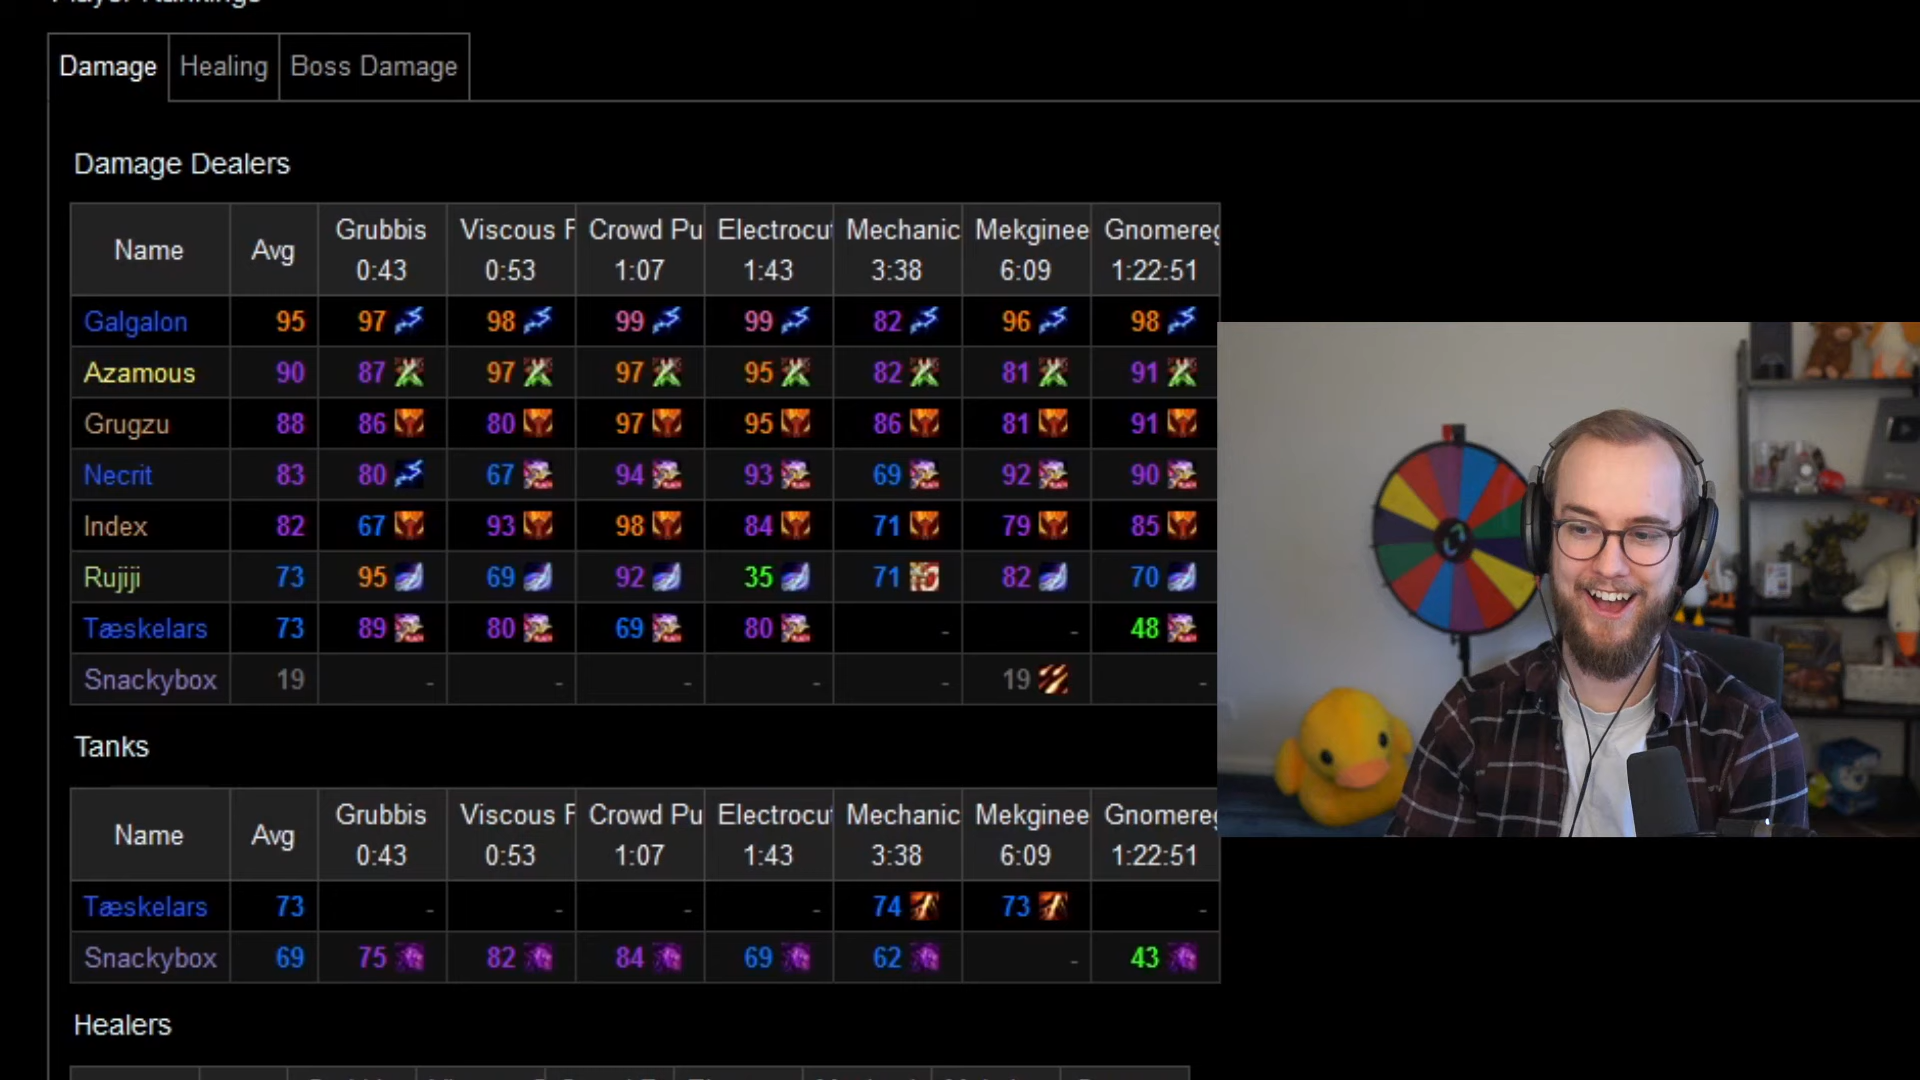 Player Rankings
Damage Healing Boss Damage
Damage Dealers
Name Avg Grubbis 0:43 Viscous F 0:53 Crowd Pu 1:07 Electrocut 1:43 Mechanic 3:38 Mekginee 6:09 Gnomereg 1:22:51
Galgalon 95 97 98 99 99 82 96 98
Azamous 90 87 97 97 95 82 81 91
Grugzu 88 86 80 97 95 86 81 91
Necrit 83 80 67 94 93 69 92 90
Index 82 67 93 98 84 71 79 85
Rujiji 73 95 69 92 35 71 82 70
Tæskelars 73 89 80 69 80 - - 48
Snackybox 19 - - - - - 19 -
Tanks
Name Avg Grubbis 0:43 Viscous F 0:53 Crowd Pu 1:07 Electrocut 1:43 Mechanic 3:38 Mekginee 6:09 Gnomereg 1:22:51
Tæskelars 73 - - - - 74 73 -
Snackybox 69 75 82 84 69 62 - 43
Healers